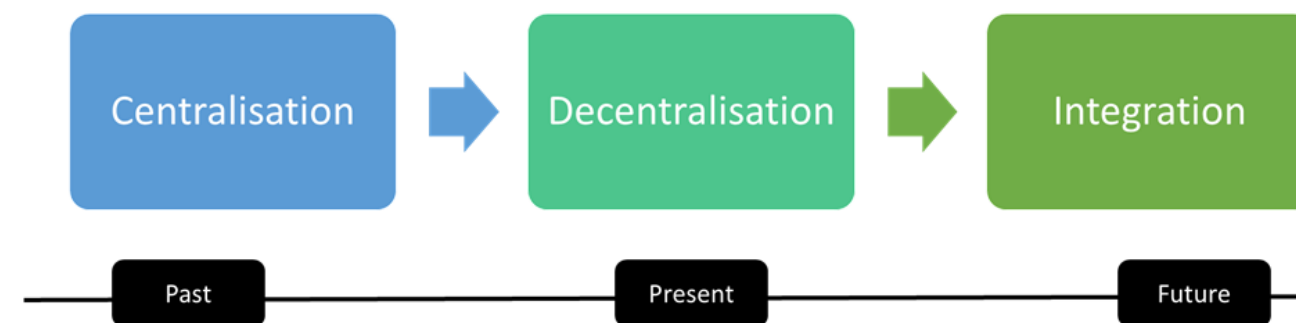 Centralisation
Decentralisation
Integration
Past
Present
Future